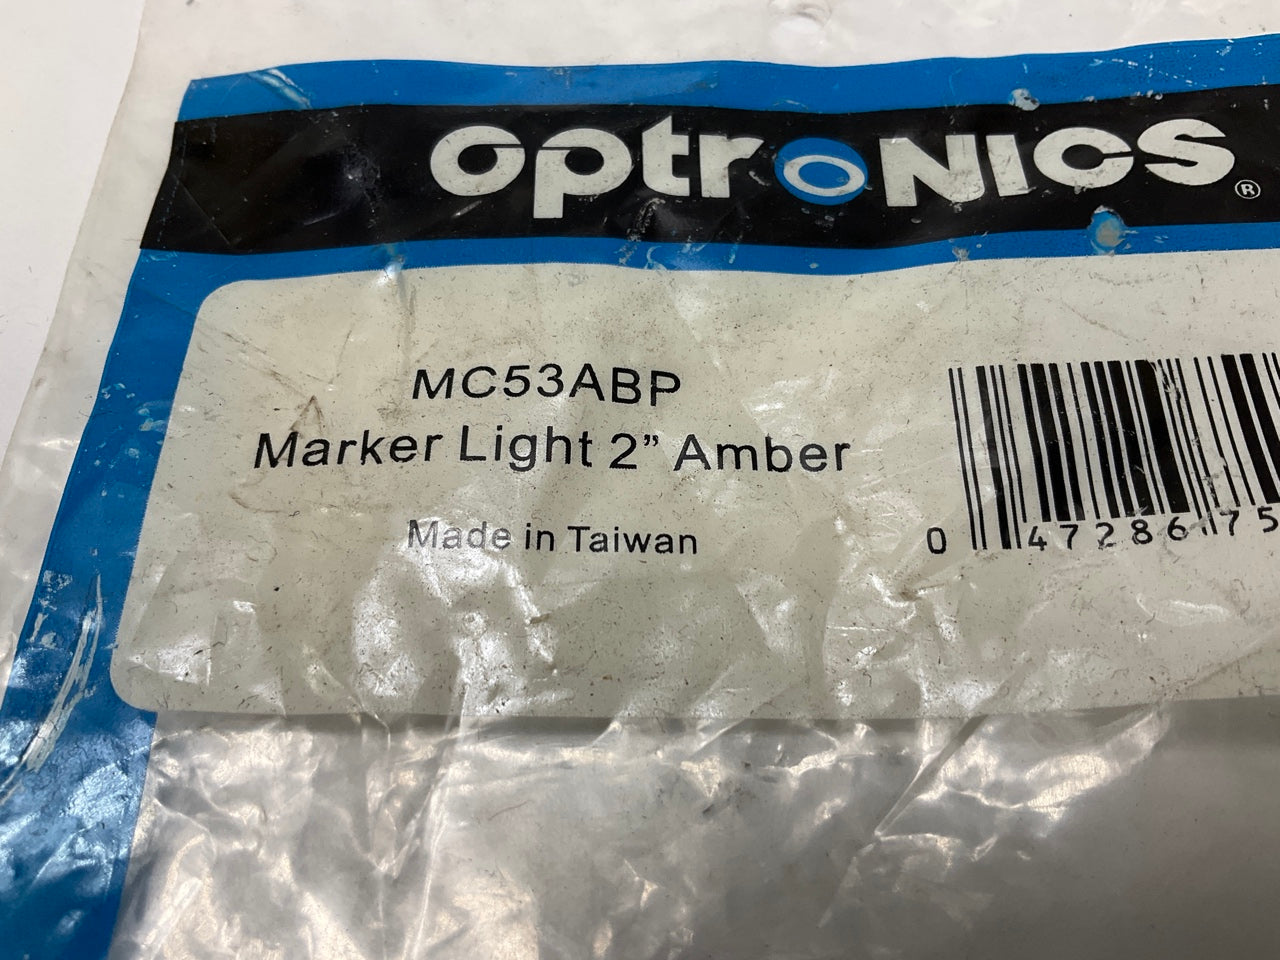 optrONICS®
MC53ABP
Marker Light 2” Amber
Made in Taiwan
0 47286 75